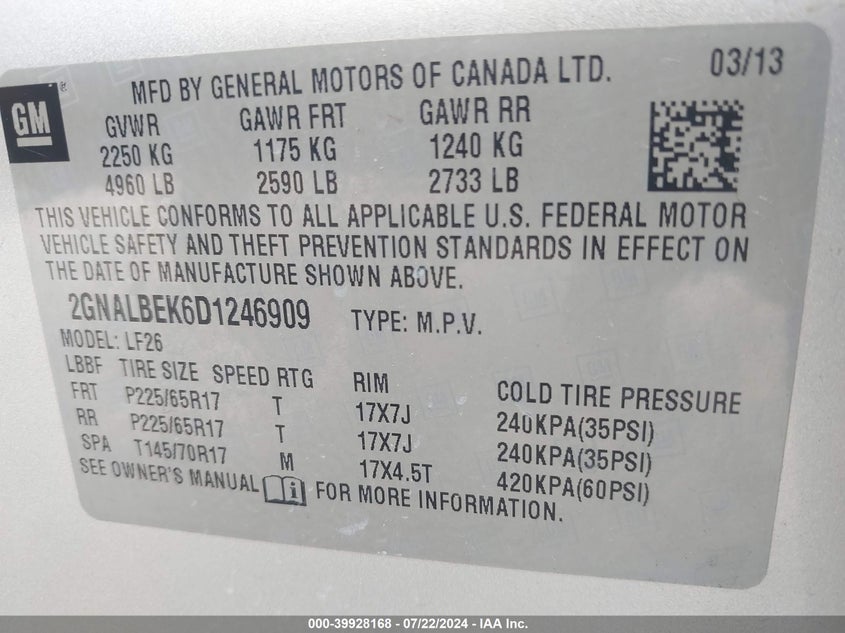 MFD BY GENERAL MOTORS OF CANADA LTD. 03/13
GM
GVWR GAWR FRT GAWR RR
2250 KG 1175 KG 1240 KG
4960 LB 2590 LB 2733 LB
THIS VEHICLE CONFORMS TO ALL APPLICABLE U.S. FEDERAL MOTOR
VEHICLE SAFETY AND THEFT PREVENTION STANDARDS IN EFFECT ON
THE DATE OF MANUFACTURE SHOWN ABOVE.
2GNALBEK6D1246909 TYPE: M.P.V.
MODEL: LF26
LBBF TIRE SIZE SPEED RTG RIM COLD TIRE PRESSURE
FRT P225/65R17 T 17X7J 240KPA(35PSI)
RR P225/65R17 T 17X7J 240KPA(35PSI)
SPA T145/70R17 M 17X4.5T 420KPA(60PSI)
SEE OWNER'S MANUAL FOR MORE INFORMATION.
000-39928168 - 07/22/2024 - IAA Inc.